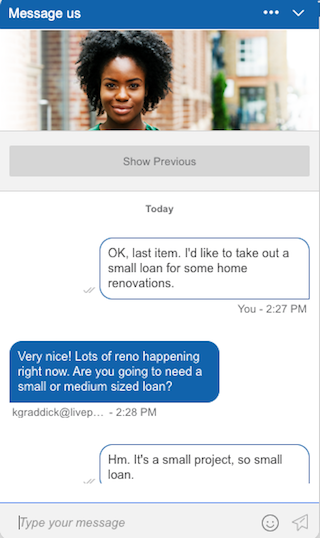 Message us
Show Previous
Today
OK, last item. I'd like to take out a
small loan for some home
renovations.
You - 2:27 PM
Very nice! Lots of reno happening
right now. Are you going to need a
small or medium sized loan?
kgraddick@livep... - 2:28 PM
Hm. It's a small project, so small
loan.
Type your message